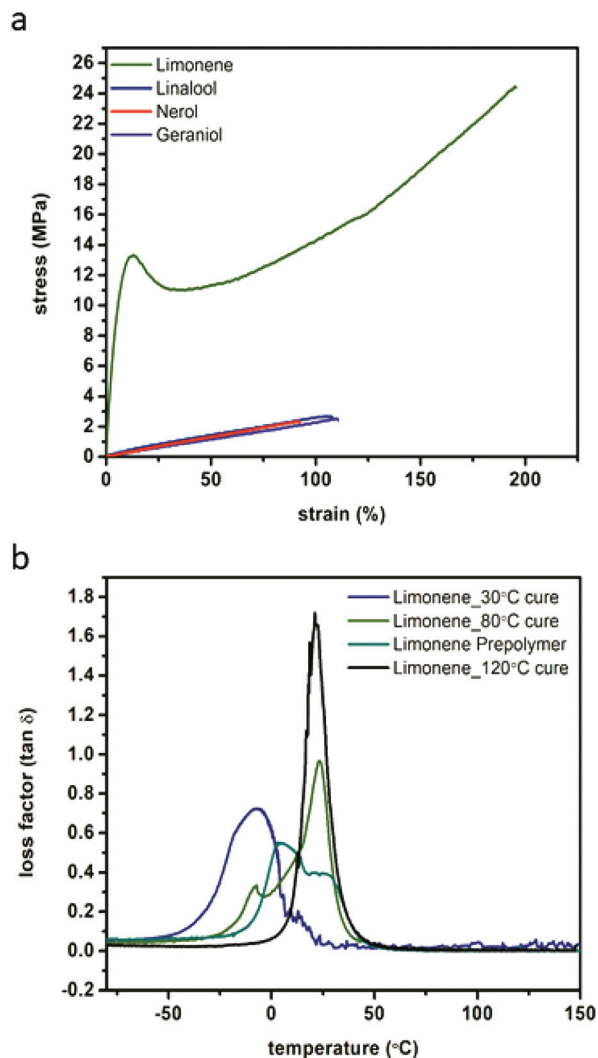 a
Limonene
Linalool
Nerol
Geraniol
26
24
22
20
18
16
14
12
10
8
6
4
2
0
stress (MPa)
0 50 100 150 200
strain (%)
b
Limonene_30°C cure
Limonene_80°C cure
Limonene Prepolymer
Limonene_120°C cure
1.8
1.6
1.4
1.2
1.0
0.8
0.6
0.4
0.2
0.0
-0.2
loss factor (tan δ)
-50 0 50 100 150
temperature (°C)